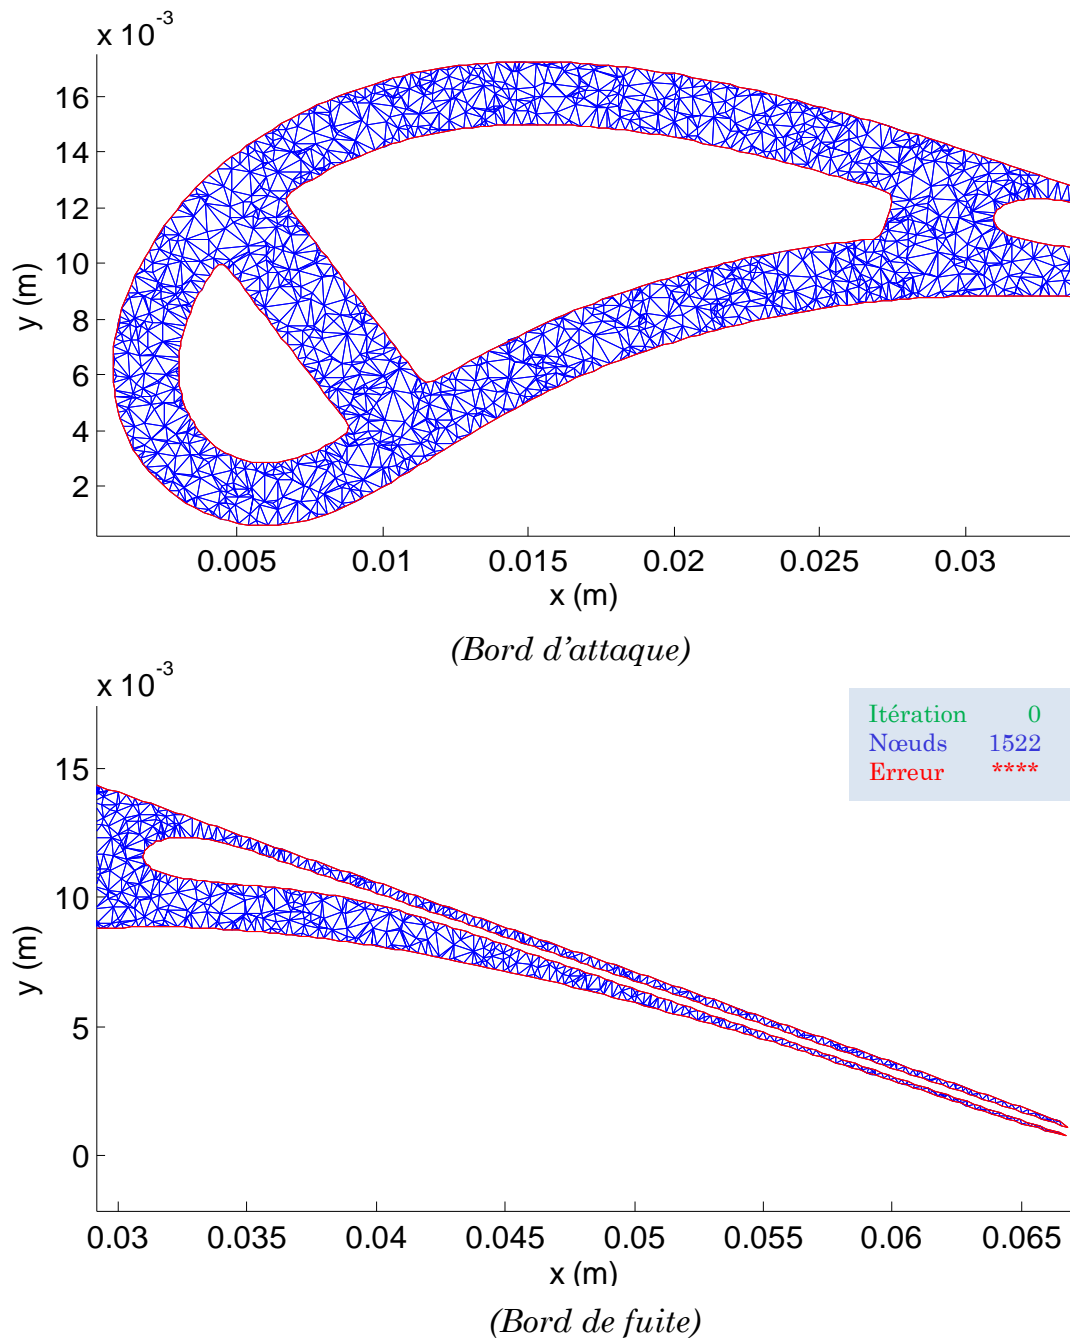 x 10-3
16
14
12
10
8
6
4
2
y (m)
0.005 0.01 0.015 0.02 0.025 0.03
x (m)
(Bord d'attaque)
x 10-3
Itération 0
Nœuds 1522
Erreur ****
15
10
5
0
y (m)
0.03 0.035 0.04 0.045 0.05 0.055 0.06 0.065
x (m)
(Bord de fuite)